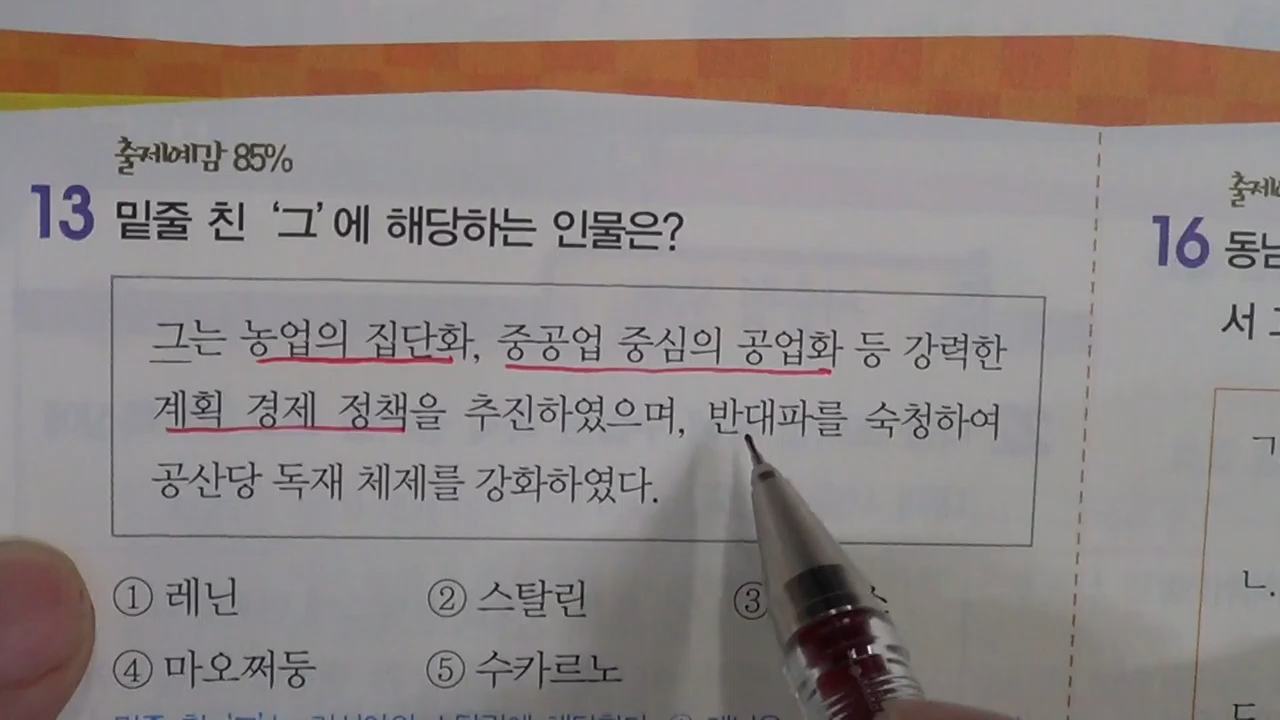 출제예감 85%
13 밑줄 친 ‘그’에 해당하는 인물은?
그는 농업의 집단화, 중공업 중심의 공업화 등 강력한
계획 경제 정책을 추진하였으며, 반대파를 숙청하여
공산당 독재 체제를 강화하였다.
① 레닌 ② 스탈린 ③
④ 마오쩌둥 ⑤ 수카르노
16 동남
서
ㄱ
ㄴ.